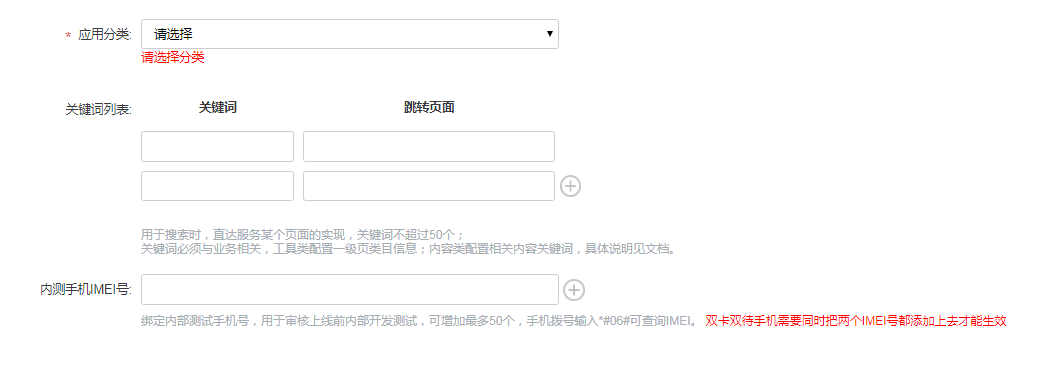 * 应用分类: 请选择
请选择分类
关键词列表: 关键词 跳转页面
用于搜索时，直达服务某个页面的实现，关键词不超过50个；
关键词必须与业务相关，工具类配置一级页类目信息；内容类配置相关内容关键词，具体说明见文档。
内测手机IMEI号:
绑定内部测试手机号，用于审核上线前内部开发测试，可增加最多50个，手机拨号输入*#06#可查询IMEI。 双卡双待手机需要同时把两个IMEI号都添加上去才能生效